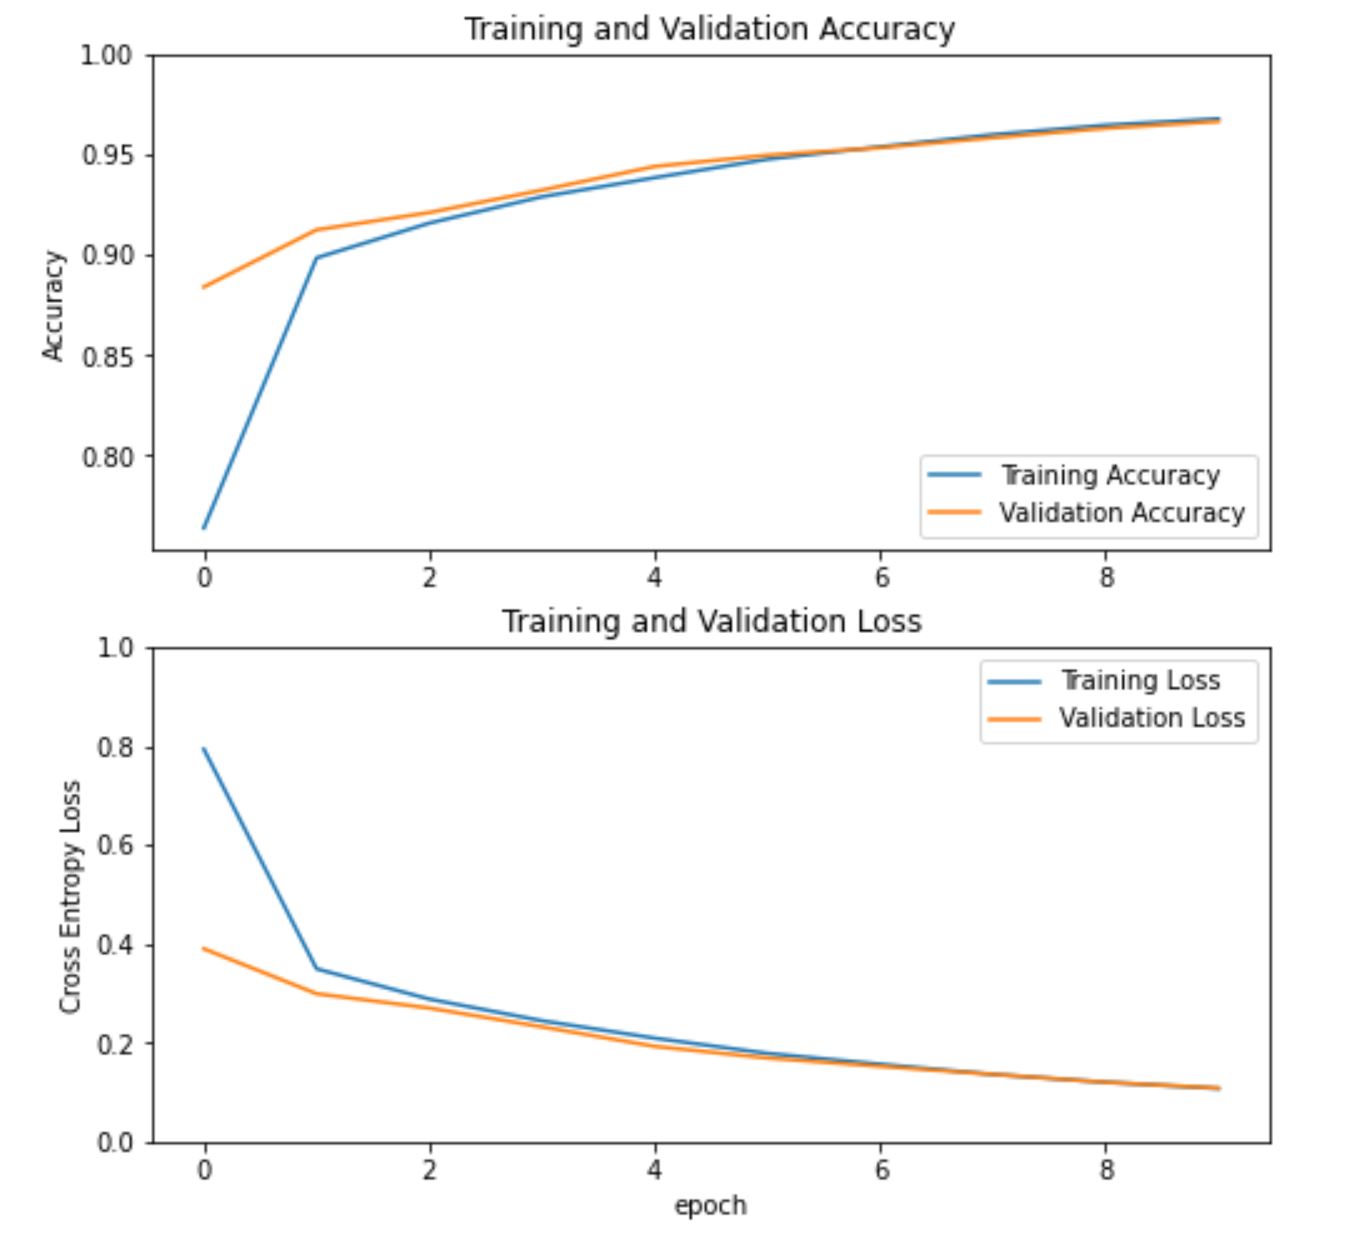 Training and Validation Accuracy
1.00
0.95
0.90
0.85
0.80
Accuracy
Training Accuracy
Validation Accuracy
0 2 4 6 8
Training and Validation Loss
1.0
0.8
0.6
0.4
0.2
0.0
Cross Entropy Loss
Training Loss
Validation Loss
0 2 4 6 8
epoch